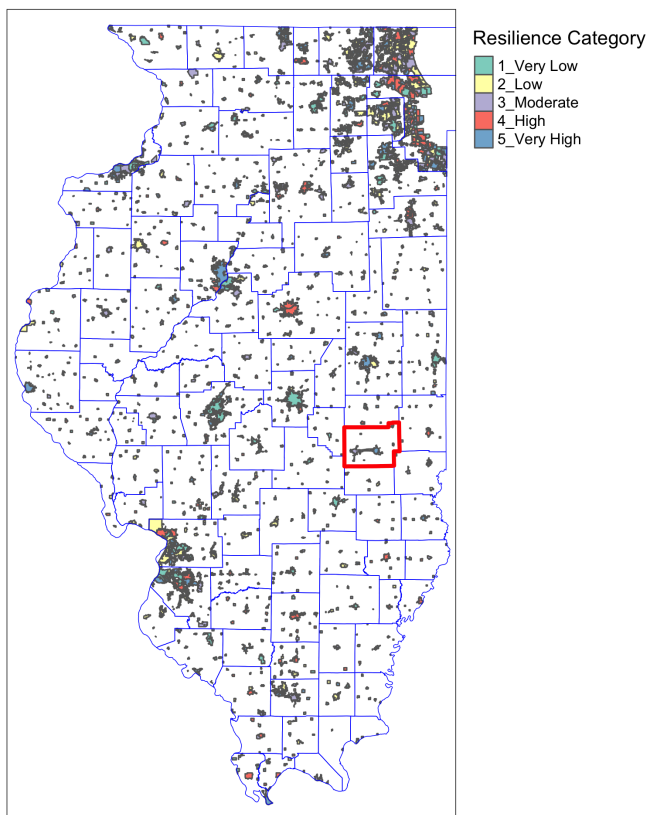 Resilience Category
1_Very Low
2_Low
3_Moderate
4_High
5_Very High